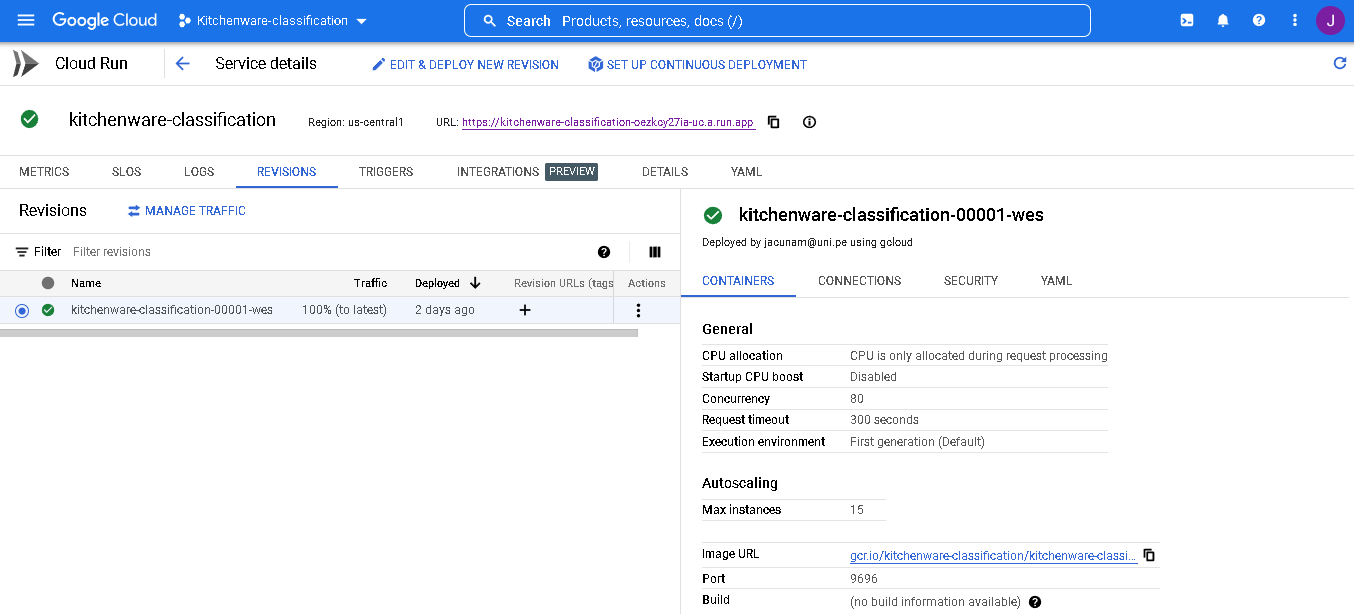 Google Cloud Kitchenware-classification Search Products, resources, docs (/) J
Cloud Run Service details EDIT & DEPLOY NEW REVISION SET UP CONTINUOUS DEPLOYMENT
kitchenware-classification Region: us-central1 URL: https://kitchenware-classification-oezkcy27ia-uc.a.run.app
METRICS SLOS LOGS REVISIONS TRIGGERS INTEGRATIONS PREVIEW DETAILS YAML
Revisions MANAGE TRAFFIC
Filter Filter revisions
Name Traffic Deployed Revision URLs (tags Actions
kitchenware-classification-00001-wes 100% (to latest) 2 days ago
kitchenware-classification-00001-wes
Deployed by jacunam@uni.pe using gcloud
CONTAINERS CONNECTIONS SECURITY YAML
General
CPU allocation CPU is only allocated during request processing
Startup CPU boost Disabled
Concurrency 80
Request timeout 300 seconds
Execution environment First generation (Default)
Autoscaling
Max instances 15
Image URL gcr.io/kitchenware-classification/kitchenware-classi...
Port 9696
Build (no build information available)